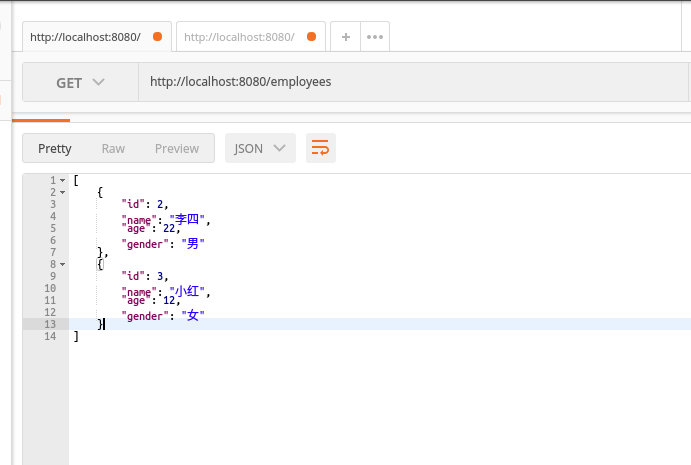 http://localhost:8080/ http://localhost:8080/ + •••
GET http://localhost:8080/employees
Pretty Raw Preview JSON
1 [
2 {
3 "id": 2,
4 "name": "李四",
5 "age": 22,
6 "gender": "男"
7 },
8 {
9 "id": 3,
10 "name": "小红",
11 "age": 12,
12 "gender": "女"
13 }
14 ]